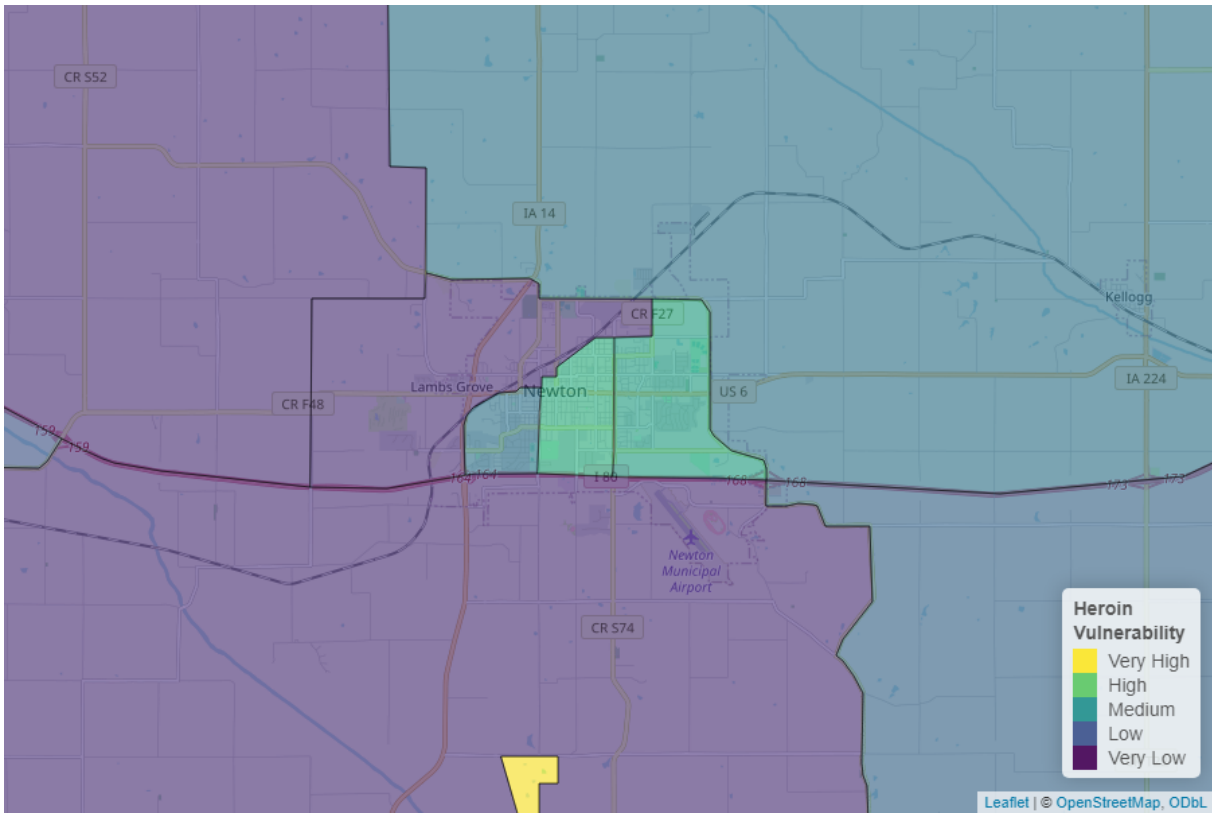 CR S52
IA 14
Kellogg
CR F27
Lambs Grove
Newton
US 6
IA 224
CR F48
159
159
164
164
I 80
168
168
173
173
Newton
Municipal
Airport
CR S74
Heroin
Vulnerability
Very High
High
Medium
Low
Very Low
Leaflet | © OpenStreetMap, ODbL